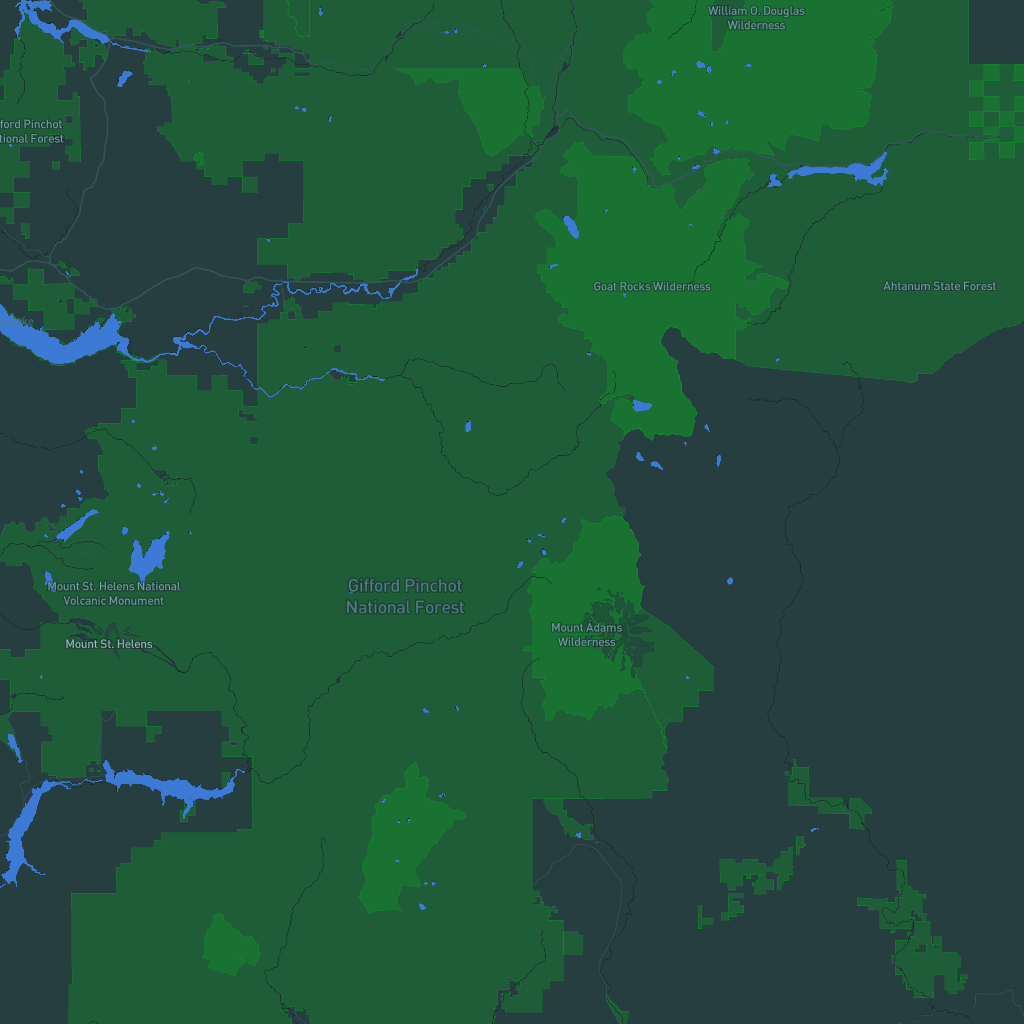 William O. Douglas
Wilderness
fford Pinchot
tional Forest
Goat Rocks Wilderness
Ahtanum State Forest
Gifford Pinchot
National Forest
Mount St. Helens National
Volcanic Monument
Mount Adams
Wilderness
Mount St. Helens